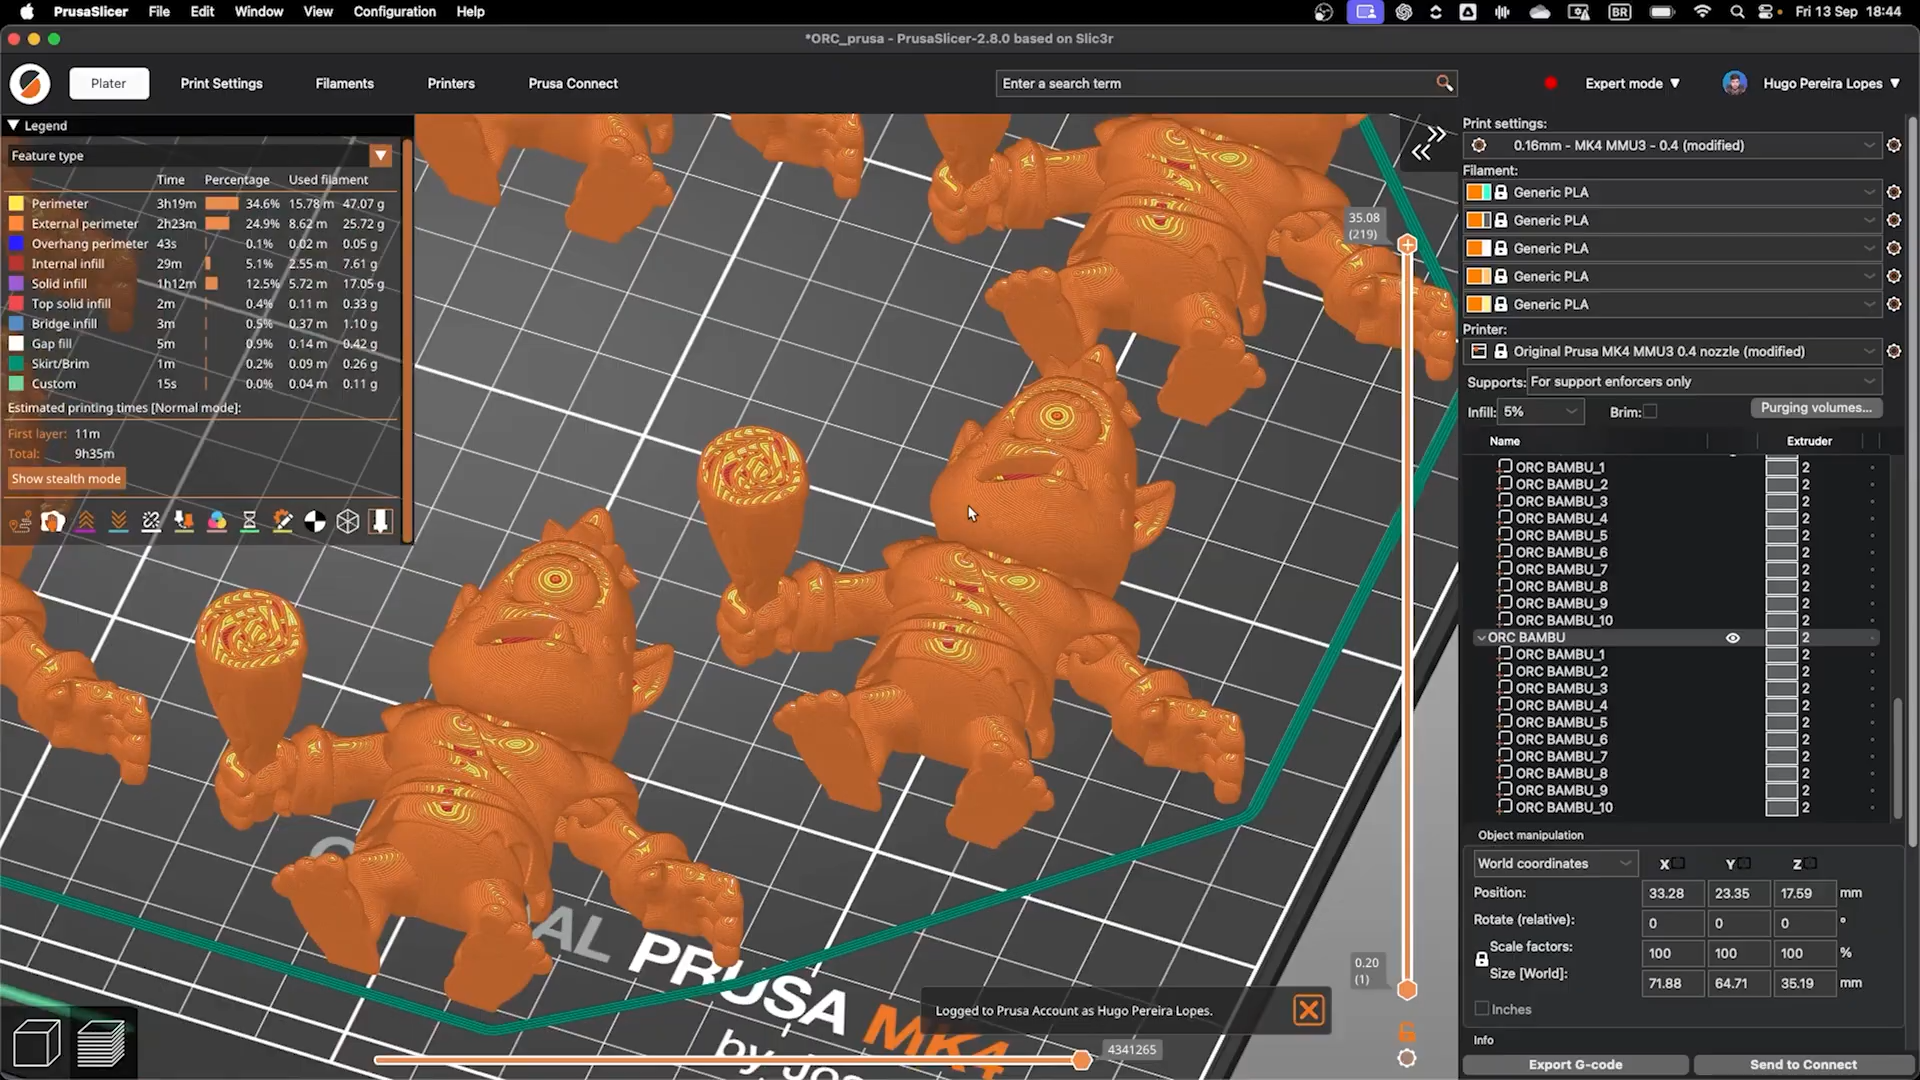 PrusaSlicer File Edit Window View Configuration Help BR Fri 13 Sep 18:44
*ORC_prusa - PrusaSlicer-2.8.0 based on Slic3r
Plater Print Settings Filaments Printers Prusa Connect Enter a search term Expert mode Hugo Pereira Lopes
Legend
Feature type
Time Percentage Used filament
Perimeter 3h19m 34.6% 15.78 m 47.07 g
External perimeter 2h23m 24.9% 8.62 m 25.72 g
Overhang perimeter 43s 0.1% 0.02 m 0.05 g
Internal infill 29m 5.1% 2.55 m 7.61 g
Solid infill 1h12m 12.5% 5.72 m 17.05 g
Top solid infill 2m 0.4% 0.11 m 0.33 g
Bridge infill 3m 0.5% 0.37 m 1.10 g
Gap fill 5m 0.9% 0.14 m 0.42 g
Skirt/Brim 1m 0.2% 0.09 m 0.26 g
Custom 15s 0.0% 0.04 m 0.11 g
Estimated printing times [Normal mode]:
First layer: 11m
Total: 9h35m
Show stealth mode
35.08
(219)
0.20
(1)
AL PRUSA MK4
by Jos
Logged to Prusa Account as Hugo Pereira Lopes.
4341265
Print settings:
0.16mm - MK4 MMU3 - 0.4 (modified)
Filament:
Generic PLA
Generic PLA
Generic PLA
Generic PLA
Generic PLA
Printer:
Original Prusa MK4 MMU3 0.4 nozzle (modified)
Supports: For support enforcers only
Infill: 5% Brim: Purging volumes...
Name Extruder
ORC BAMBU_1 2
ORC BAMBU_2 2
ORC BAMBU_3 2
ORC BAMBU_4 2
ORC BAMBU_5 2
ORC BAMBU_6 2
ORC BAMBU_7 2
ORC BAMBU_8 2
ORC BAMBU_9 2
ORC BAMBU_10 2
ORC BAMBU 2
ORC BAMBU_1 2
ORC BAMBU_2 2
ORC BAMBU_3 2
ORC BAMBU_4 2
ORC BAMBU_5 2
ORC BAMBU_6 2
ORC BAMBU_7 2
ORC BAMBU_8 2
ORC BAMBU_9 2
ORC BAMBU_10 2
Object manipulation
World coordinates X Y Z
Position: 33.28 23.35 17.59 mm
Rotate (relative): 0 0 0 °
Scale factors: 100 100 100 %
Size [World]: 71.88 64.71 35.19 mm
Inches
Info
Export G-code Send to Connect